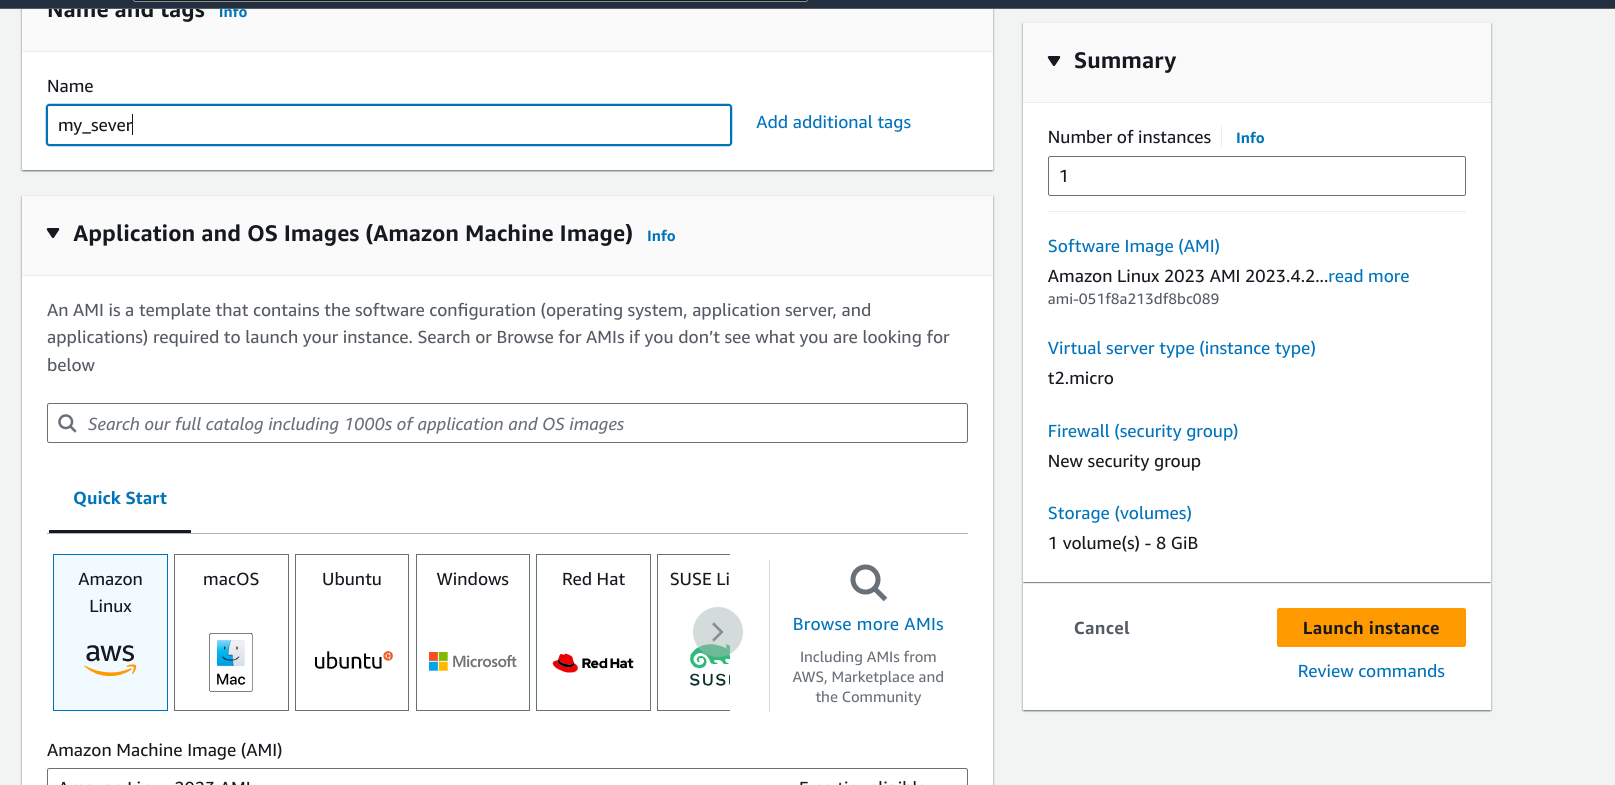 Name and tags Info
Name
my_sever
Add additional tags
Application and OS Images (Amazon Machine Image) Info
An AMI is a template that contains the software configuration (operating system, application server, and
applications) required to launch your instance. Search or Browse for AMIs if you don’t see what you are looking for
below
Search our full catalog including 1000s of application and OS images
Quick Start
Amazon
Linux
aws
macOS
Mac
Ubuntu
ubuntu
Windows
Microsoft
Red Hat
Red Hat
SUSE Li
SUS
Browse more AMIs
Including AMIs from
AWS, Marketplace and
the Community
Amazon Machine Image (AMI)
Amazon Linux 2023 AMI
Summary
Number of instances Info
1
Software Image (AMI)
Amazon Linux 2023 AMI 2023.4.2...read more
ami-051f8a213df8bc089
Virtual server type (instance type)
t2.micro
Firewall (security group)
New security group
Storage (volumes)
1 volume(s) - 8 GiB
Cancel
Launch instance
Review commands